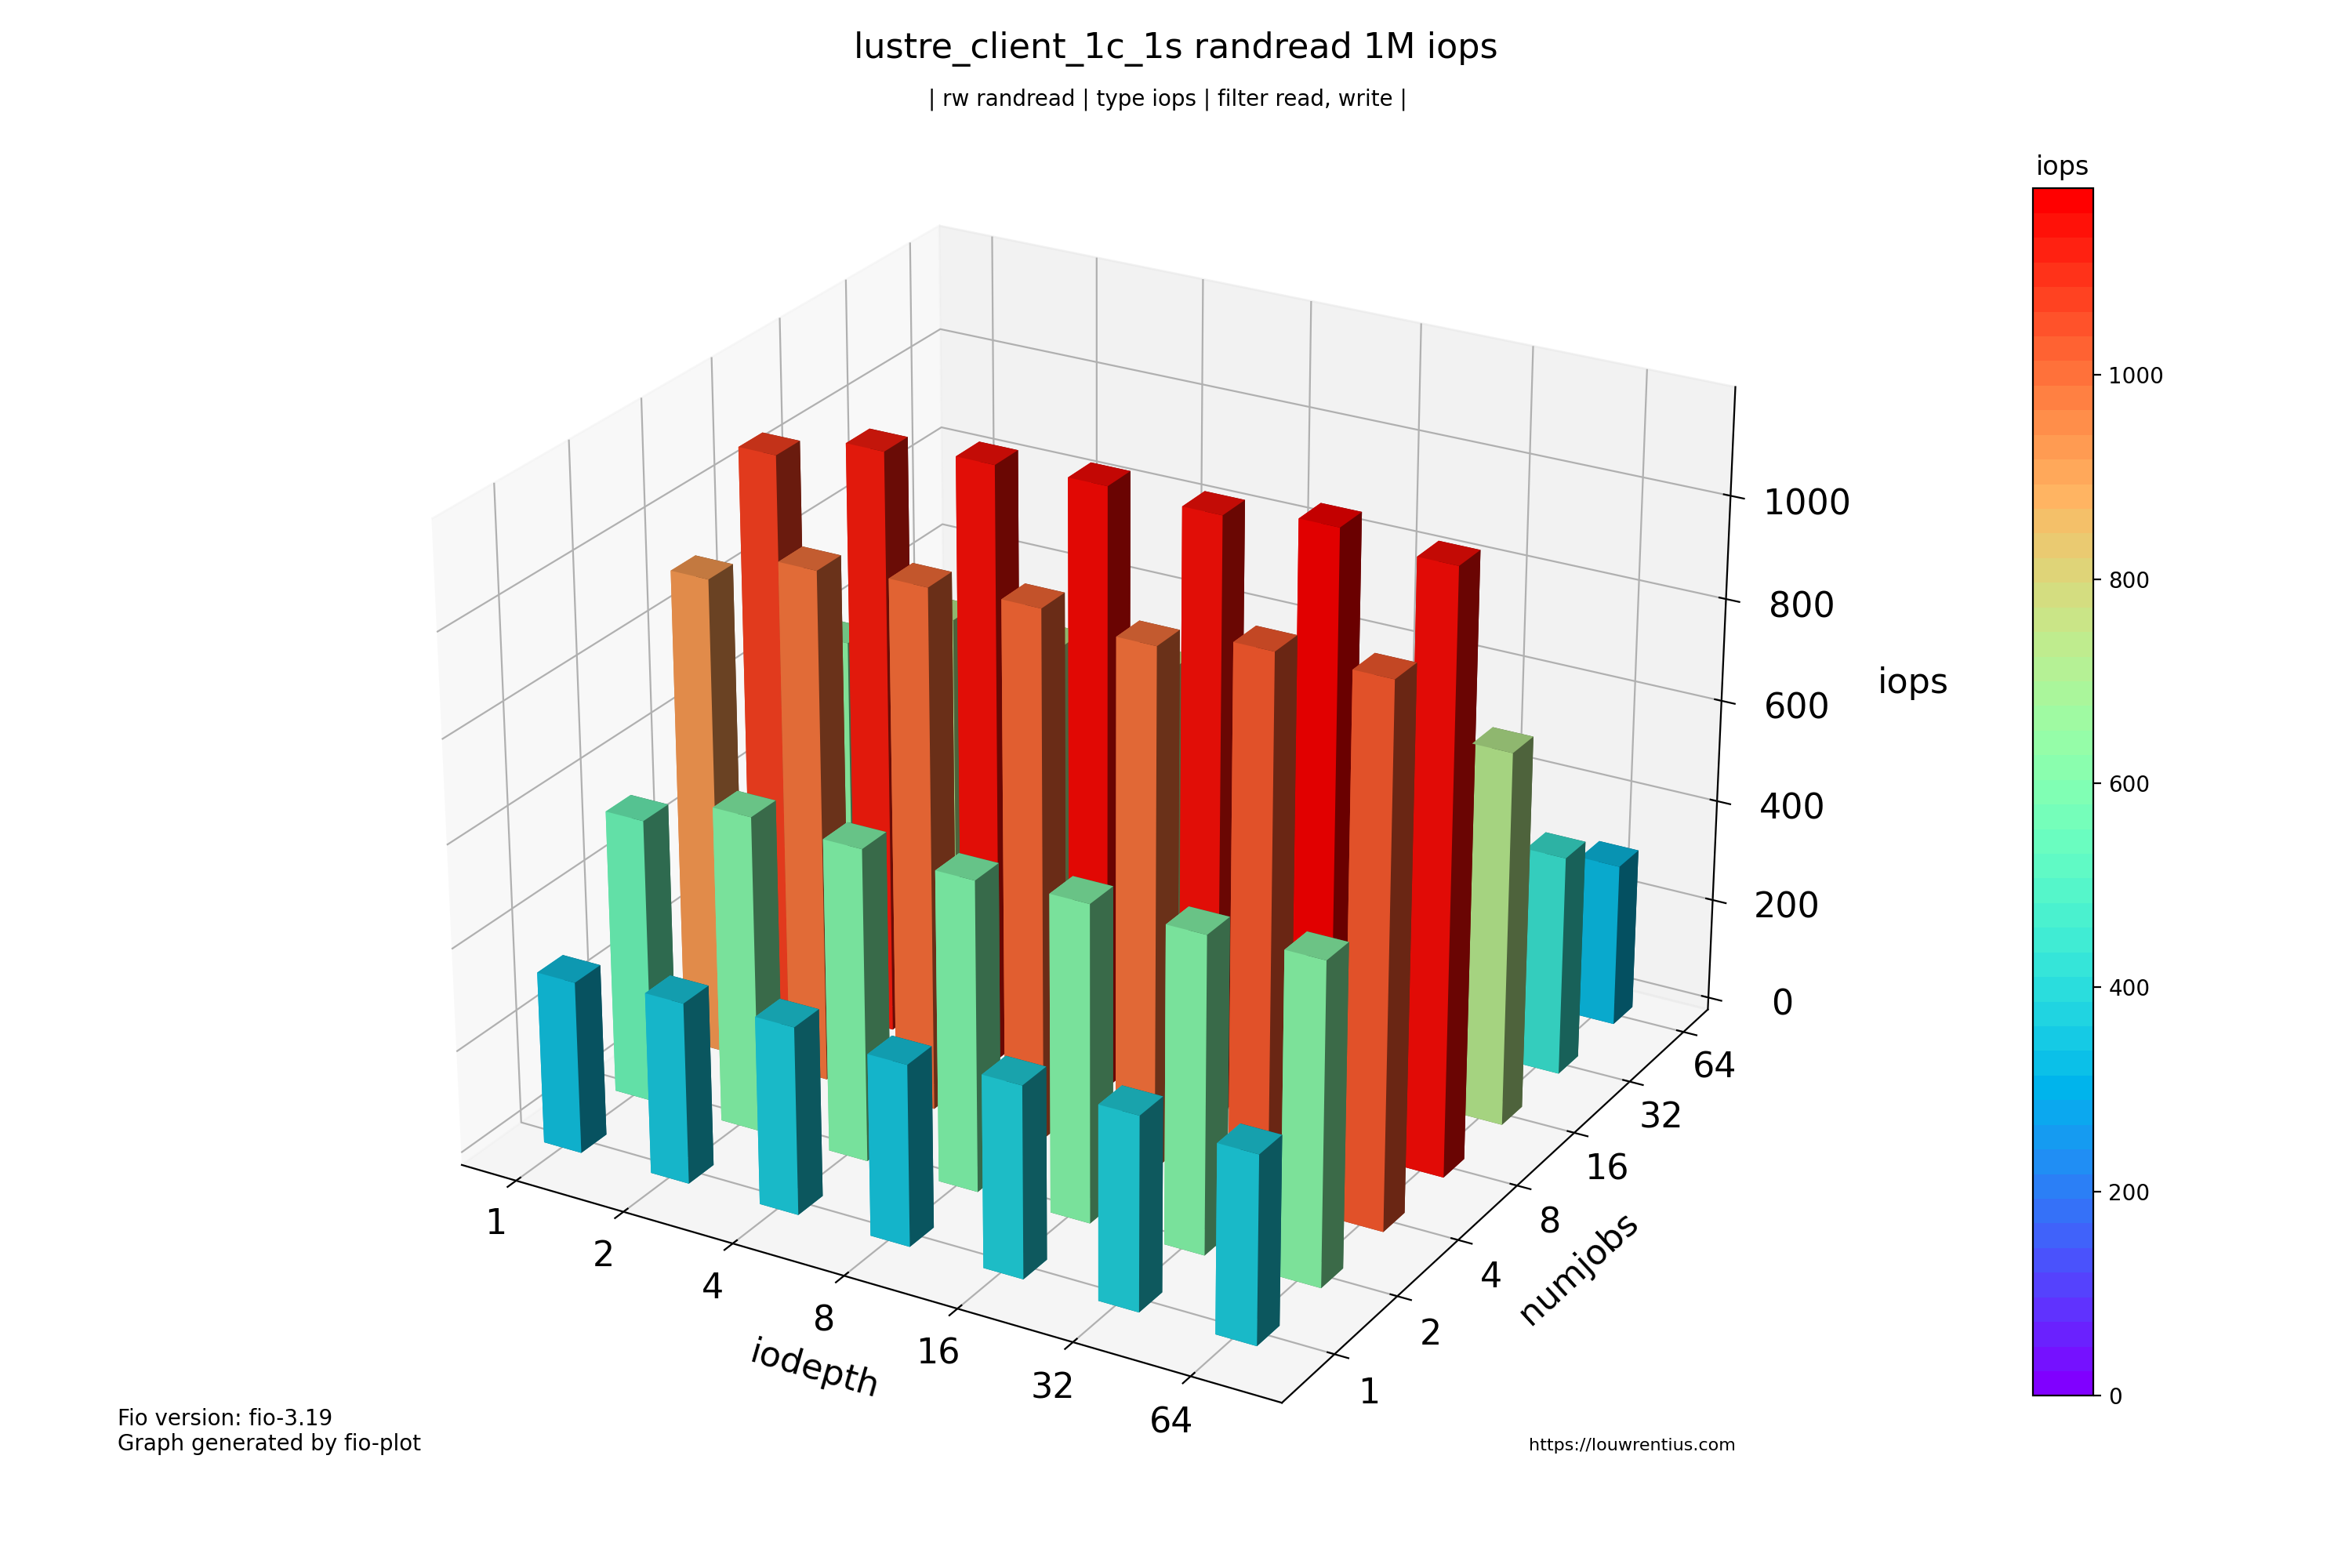 lustre_client_1c_1s randread 1M iops
| rw randread | type iops | filter read, write |
iops
1000
800
600
400
200
0
1000
800
600
400
200
0
iops
64
32
16
8
4
2
1
numjobs
1
2
4
8
16
32
64
iodepth
Fio version: fio-3.19
Graph generated by fio-plot
https://louwrentius.com